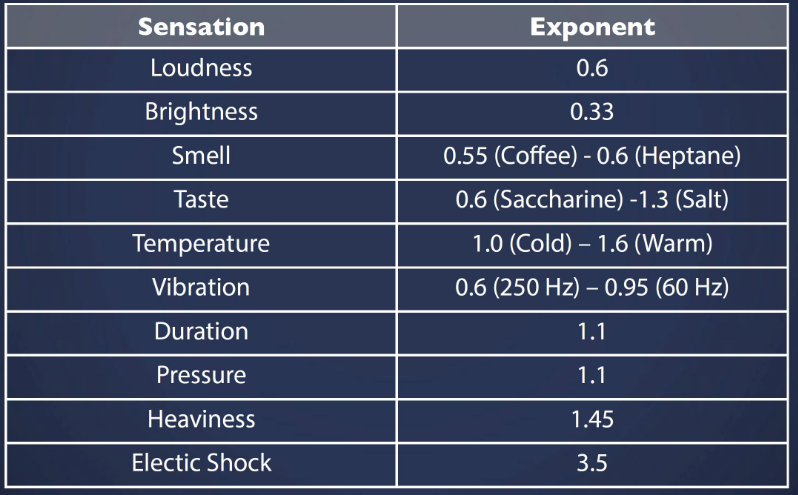 Sensation Exponent
Loudness 0.6
Brightness 0.33
Smell 0.55 (Coffee) - 0.6 (Heptane)
Taste 0.6 (Saccharine) -1.3 (Salt)
Temperature 1.0 (Cold) – 1.6 (Warm)
Vibration 0.6 (250 Hz) – 0.95 (60 Hz)
Duration 1.1
Pressure 1.1
Heaviness 1.45
Electic Shock 3.5